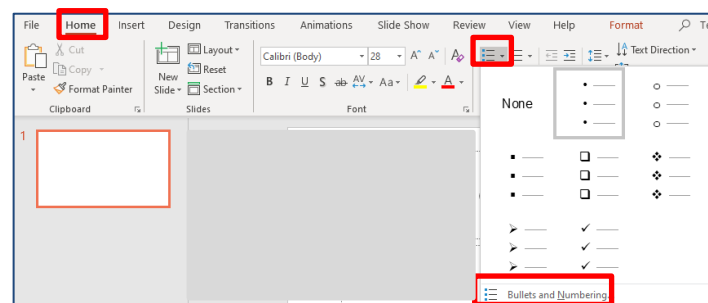 File Home Insert Design Transitions Animations Slide Show Review View Help Format
Cut
Copy
Format Painter
Paste
Clipboard
New
Slide
Layout
Reset
Section
Slides
Calibri (Body) 28 A A
B I U S ab AV Aa A
Font
Text Direction
None
1
Bullets and Numbering...